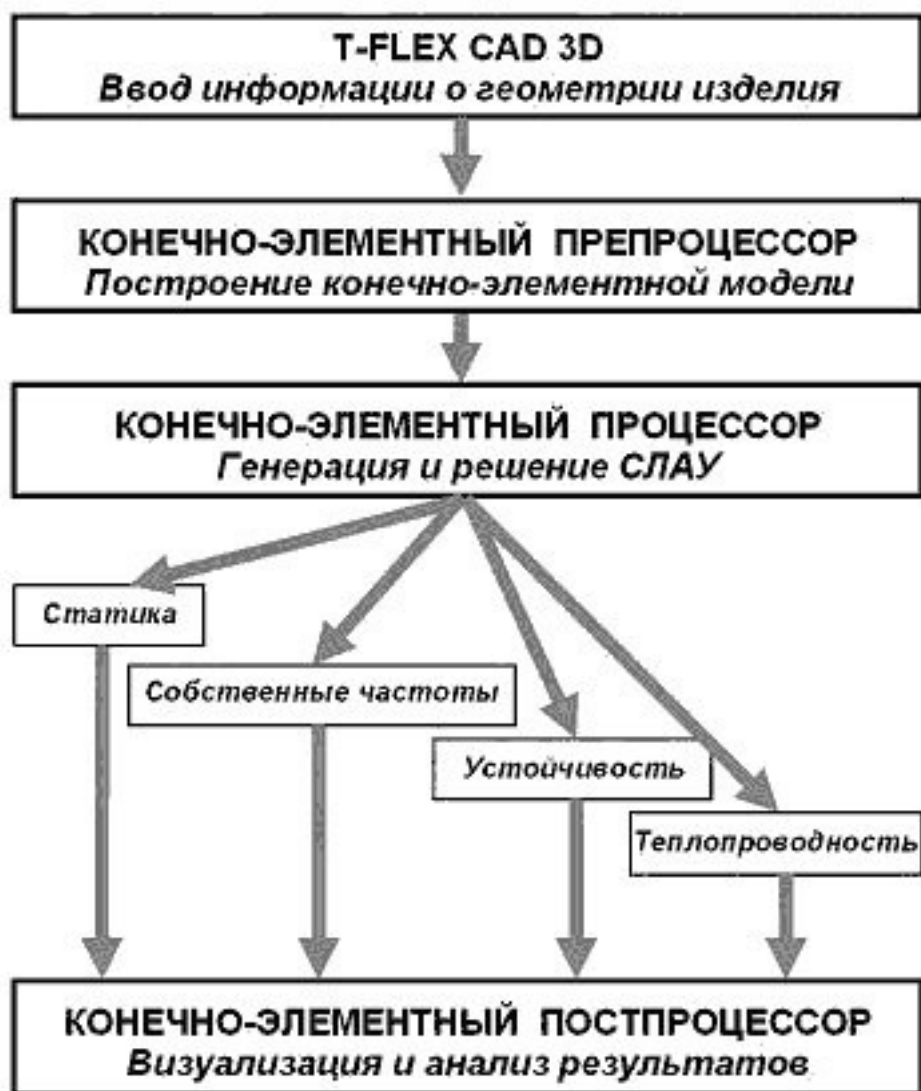 T-FLEX CAD 3D
Ввод информации о геометрии изделия
КОНЕЧНО-ЭЛЕМЕНТНЫЙ ПРЕПРОЦЕССОР
Построение конечно-элементной модели
КОНЕЧНО-ЭЛЕМЕНТНЫЙ ПРОЦЕССОР
Генерация и решение СЛАУ
Статика
Собственные частоты
Устойчивость
Теплопроводность
КОНЕЧНО-ЭЛЕМЕНТНЫЙ ПОСТПРОЦЕССОР
Визуализация и анализ результатов